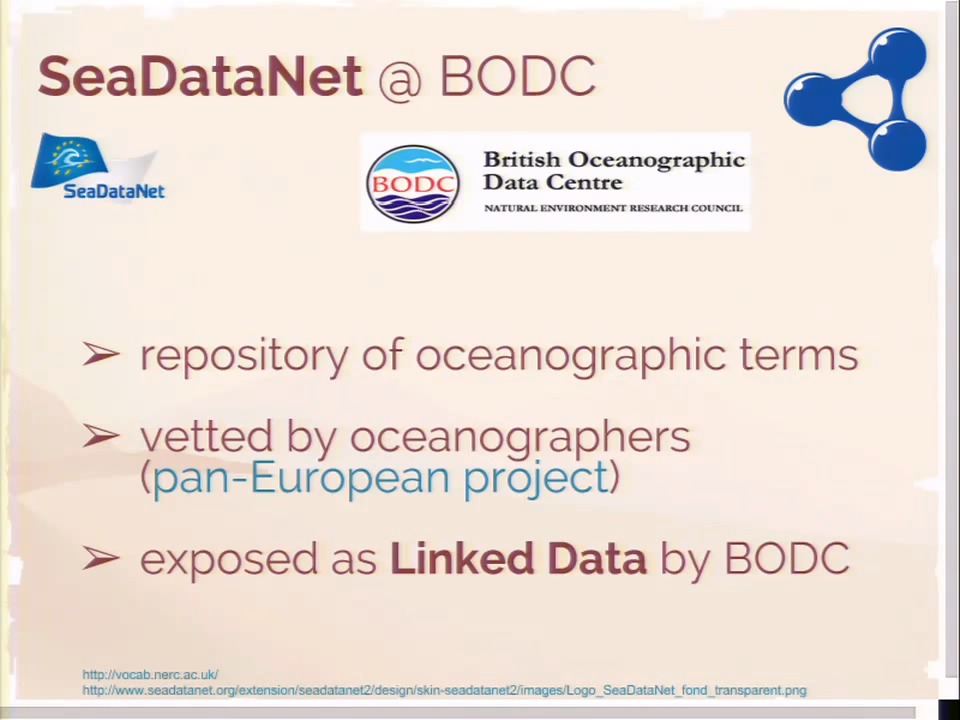 SeaDataNet @ BODC
SeaDataNet
BODC
British Oceanographic
Data Centre
NATURAL ENVIRONMENT RESEARCH COUNCIL
➢ repository of oceanographic terms
➢ vetted by oceanographers
(pan-European project)
➢ exposed as Linked Data by BODC
http://vocab.nerc.ac.uk/
http://www.seadatanet.org/extension/seadatanet2/design/skin-seadatanet2/images/Logo_SeaDataNet_fond_transparent.png